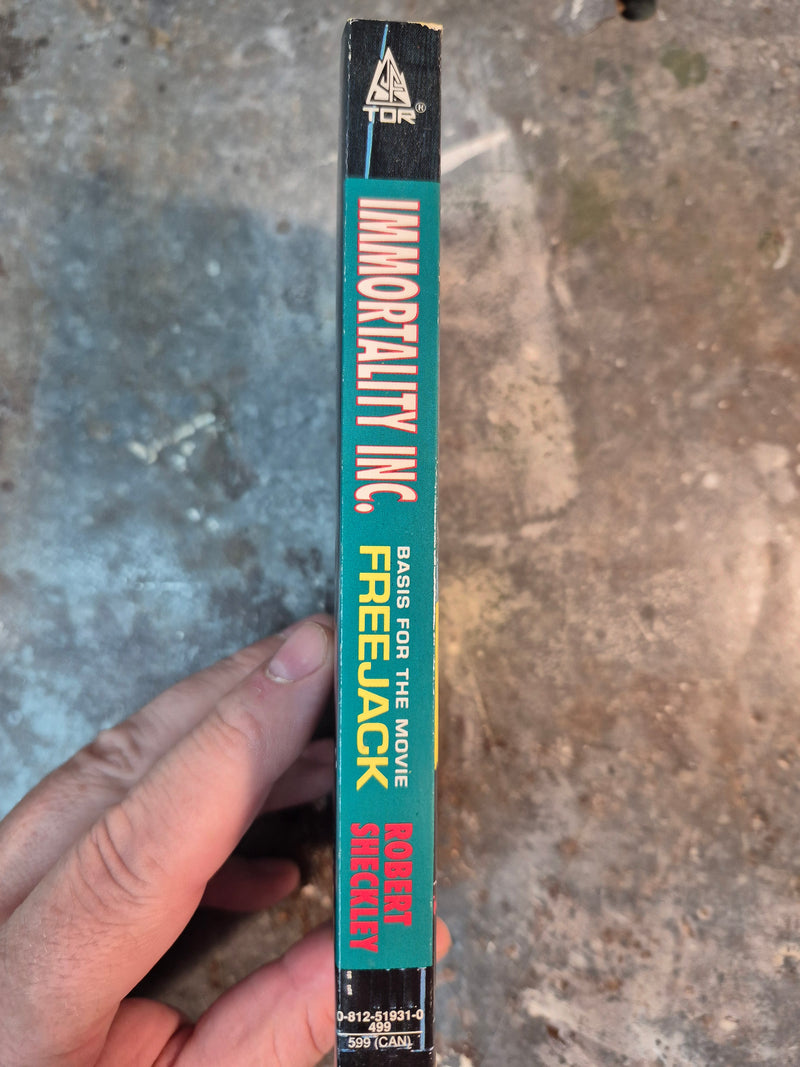 TOR®
IMMORTALITY INC.
BASIS FOR THE MOVIE
FREEJACK
ROBERT
SHECKLEY
0-812-51931-0
499
599 (CAN)